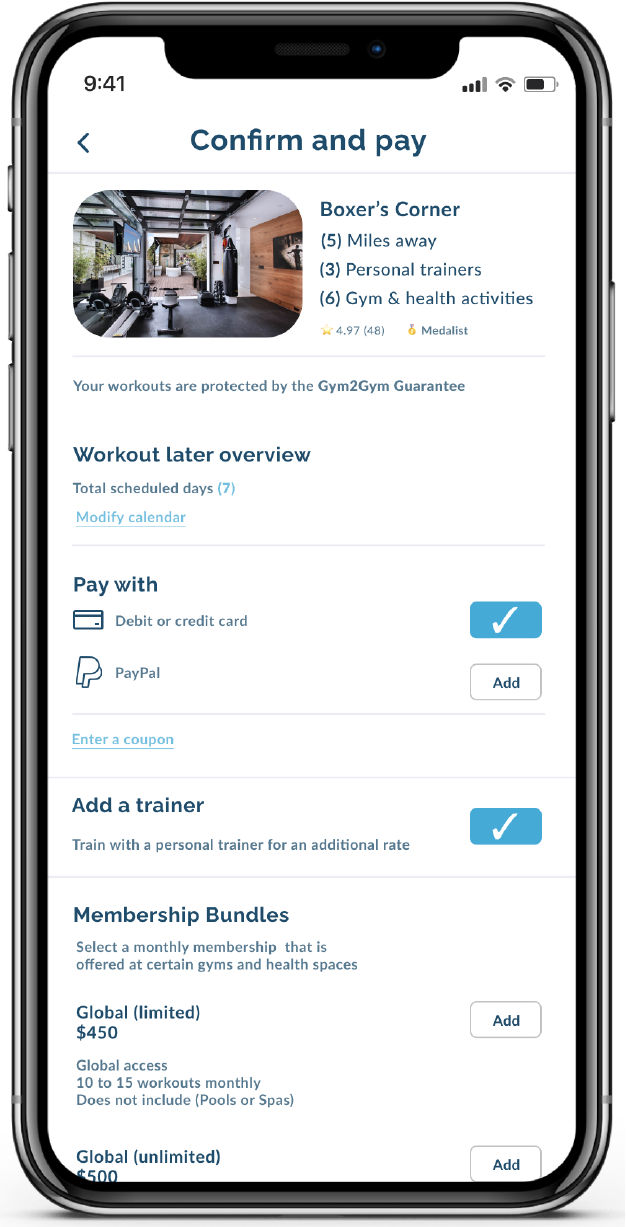 9:41
Confirm and pay
Boxer’s Corner
(5) Miles away
(3) Personal trainers
(6) Gym & health activities
4.97 (48) Medalist
Your workouts are protected by the Gym2Gym Guarantee
Workout later overview
Total scheduled days (7)
Modify calendar
Pay with
Debit or credit card
PayPal
Add
Enter a coupon
Add a trainer
Train with a personal trainer for an additional rate
Membership Bundles
Select a monthly membership that is
offered at certain gyms and health spaces
Global (limited)
$450
Add
Global access
10 to 15 workouts monthly
Does not include (Pools or Spas)
Global (unlimited)
$500
Add